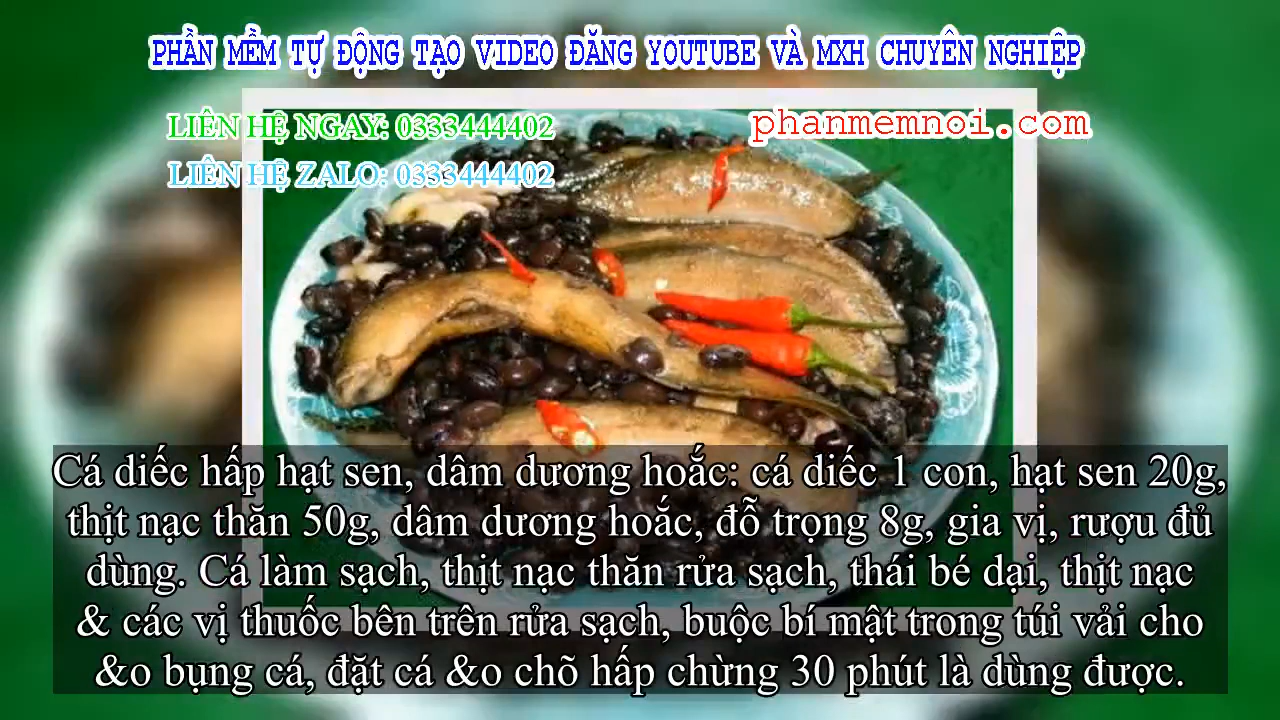 PHẦN MỀM TỰ ĐỘNG TẠO VIDEO ĐĂNG YOUTUBE VÀ MXH CHUYÊN NGHIỆP
LIÊN HỆ NGAY: 0333444402
phanmemnoi.com
LIÊN HỆ ZALO: 0333444402
Cá diếc hấp hạt sen, dâm dương hoắc: cá diếc 1 con, hạt sen 20g,
thịt nạc thăn 50g, dâm dương hoắc, đỗ trọng 8g, gia vị, rượu đủ
dùng. Cá làm sạch, thịt nạc thăn rửa sạch, thái bé dại, thịt nạc
& các vị thuốc bên trên rửa sạch, buộc bí mật trong túi vải cho
&o bụng cá, đặt cá &o chõ hấp chừng 30 phút là dùng được.